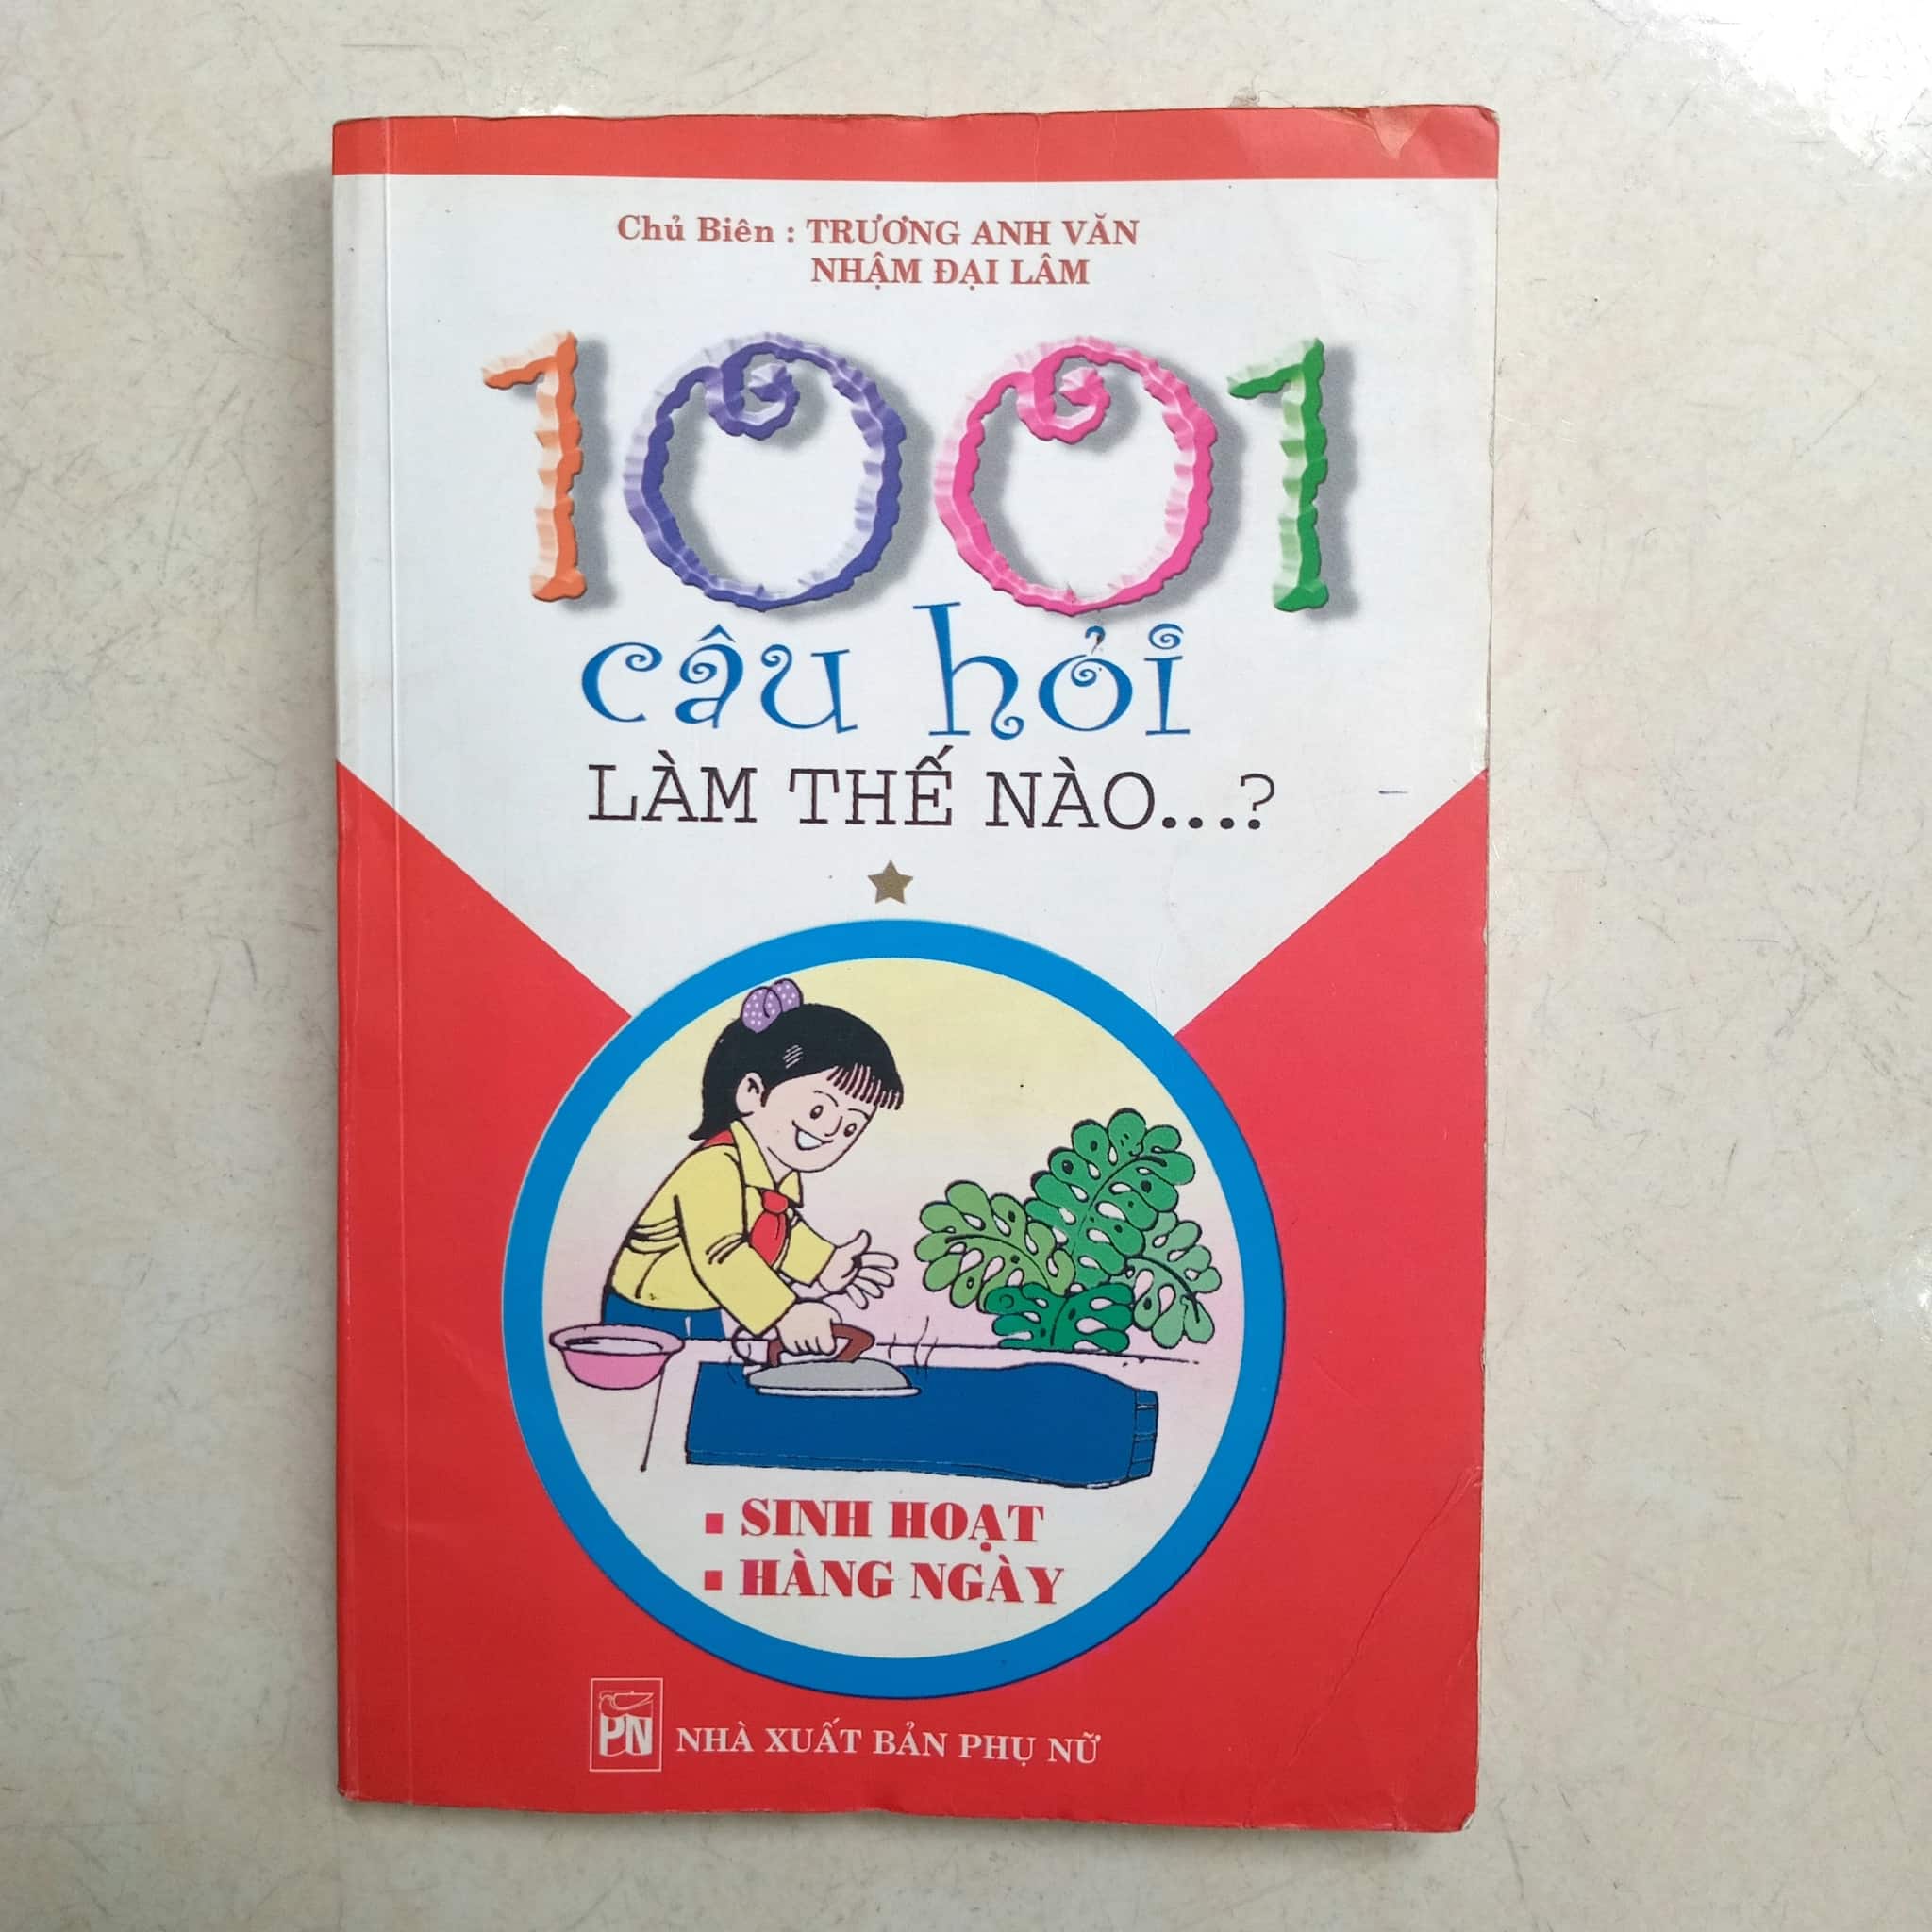 Chủ Biên : TRƯƠNG ANH VĂN
NHẬM ĐẠI LÂM
1001
câu hỏi
LÀM THẾ NÀO...?
▪ SINH HOẠT
▪ HÀNG NGÀY
PN
NHÀ XUẤT BẢN PHỤ NỮ